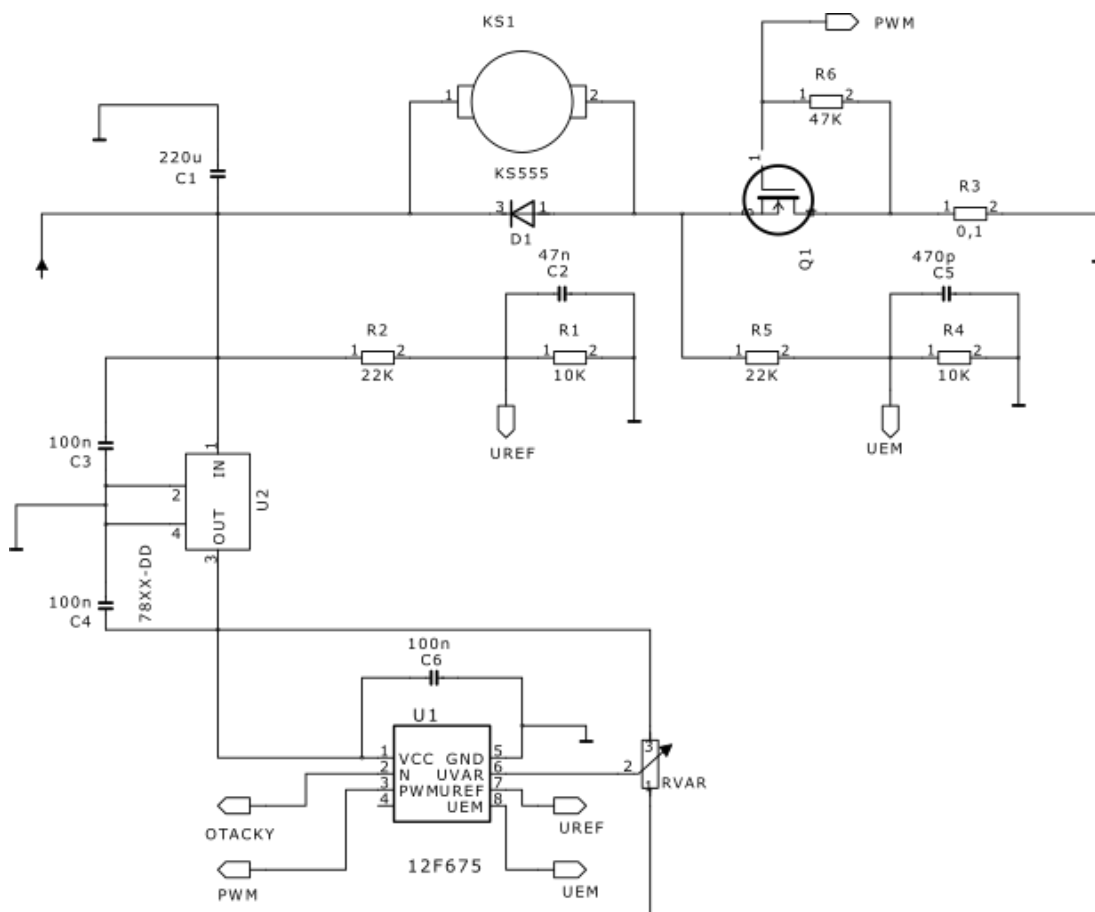 KS1
PWM
R6
1 2
1 2
47K
220u
C1
KS555
1
R3
3 1
1 2
D1
0,1
Q1
47n
C2
470p
C5
R2
R1
R5
R4
1 2
1 2
1 2
1 2
22K
10K
22K
10K
UREF
UEM
100n
C3
1
IN
2
U2
4
OUT
3
78XX-DD
100n
C4
100n
C6
U1
1 VCC GND 5
2 N UVAR 6
3 PWM UREF 7
4 UEM 8
3
2
1
RVAR
OTACKY
UREF
12F675
PWM
UEM